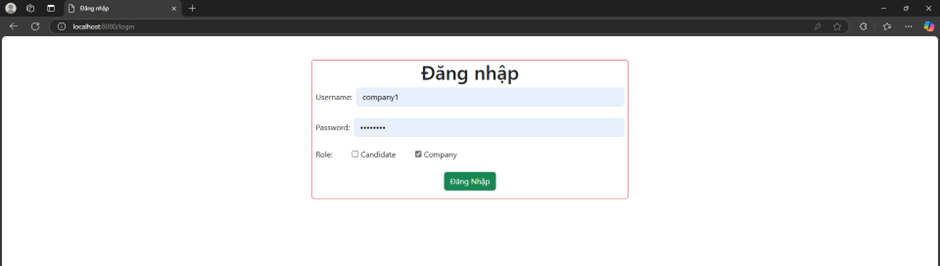 Đăng nhập
localhost:8080/login
Đăng nhập
Username: company1
Password: ••••••••
Role: Candidate Company
Đăng Nhập